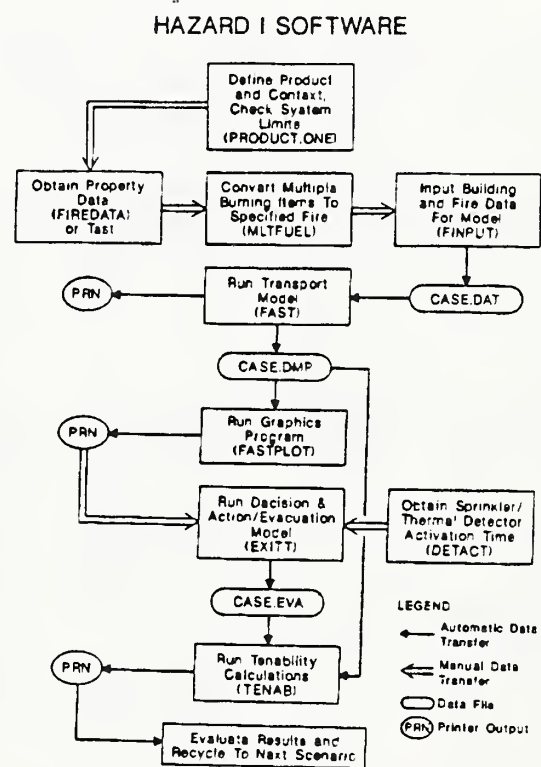 HAZARD I SOFTWARE
Define Product
and Context,
Check System
Limits
(PRODUCT.ONE)
Obtain Property
Data
(FIREDATA)
or Test
Convert Multiple
Burning Items To
Specified Fire
(MLTFUEL)
Input Building
and Fire Data
For Model
(FINPUT)
PRN
Run Transport
Model
(FAST)
CASE.DAT
CASE.DMP
PRN
Run Graphics
Program
(FASTPLOT)
Run Decision &
Action/Evacuation
Model
(EXITT)
Obtain Sprinkler/
Thermal Detector
Activation Time
(DETACT)
CASE.EVA
PRN
Run Tenability
Calculations
(TENAB)
Evaluate Results and
Recycle To Next Scenario
LEGEND
Automatic Data
Transfer
Manual Data
Transfer
Data File
PRN Printer Output